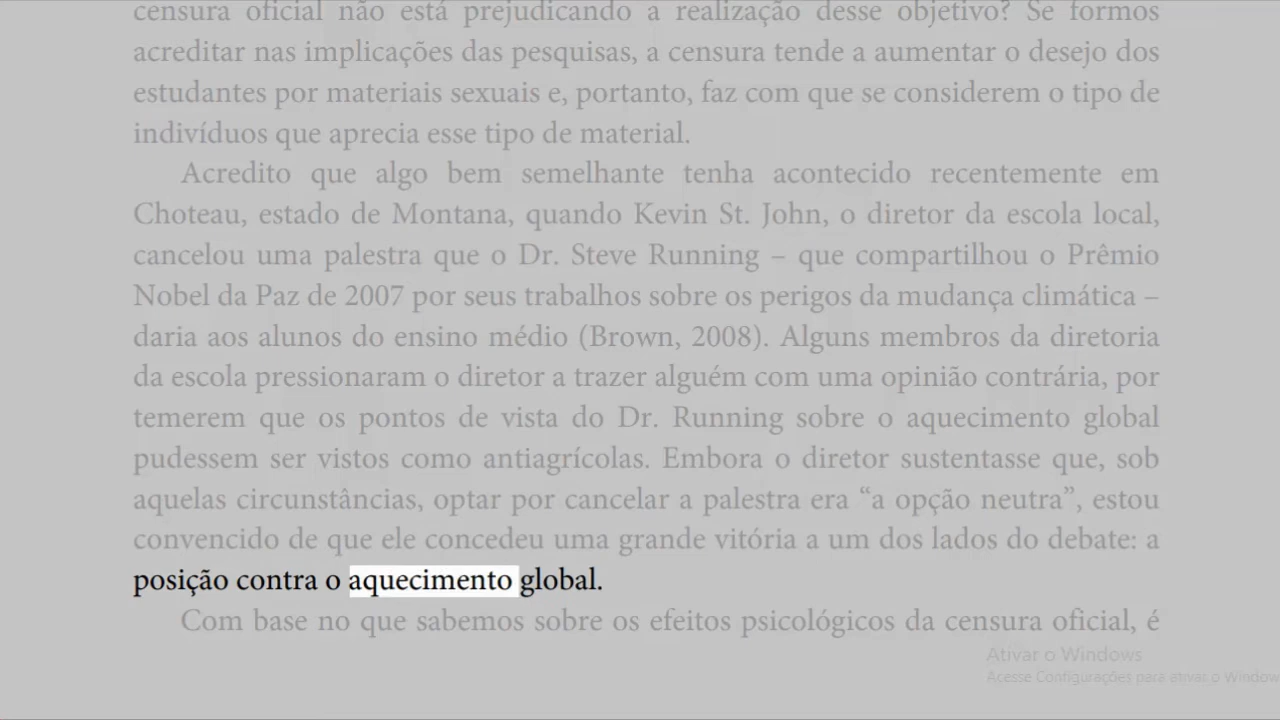 censura oficial não está prejudicando a realização desse objetivo? Se formos
acreditar nas implicações das pesquisas, a censura tende a aumentar o desejo dos
estudantes por materiais sexuais e, portanto, faz com que se considerem o tipo de
indivíduos que aprecia esse tipo de material.
Acredito que algo bem semelhante tenha acontecido recentemente em
Choteau, estado de Montana, quando Kevin St. John, o diretor da escola local,
cancelou uma palestra que o Dr. Steve Running – que compartilhou o Prêmio
Nobel da Paz de 2007 por seus trabalhos sobre os perigos da mudança climática –
daria aos alunos do ensino médio (Brown, 2008). Alguns membros da diretoria
da escola pressionaram o diretor a trazer alguém com uma opinião contrária, por
temerem que os pontos de vista do Dr. Running sobre o aquecimento global
pudessem ser vistos como antiagrícolas. Embora o diretor sustentasse que, sob
aquelas circunstâncias, optar por cancelar a palestra era “a opção neutra”, estou
convencido de que ele concedeu uma grande vitória a um dos lados do debate: a
posição contra o aquecimento global.
Com base no que sabemos sobre os efeitos psicológicos da censura oficial, é
Ativar o Windows
Acesse Configurações para ativar o Window